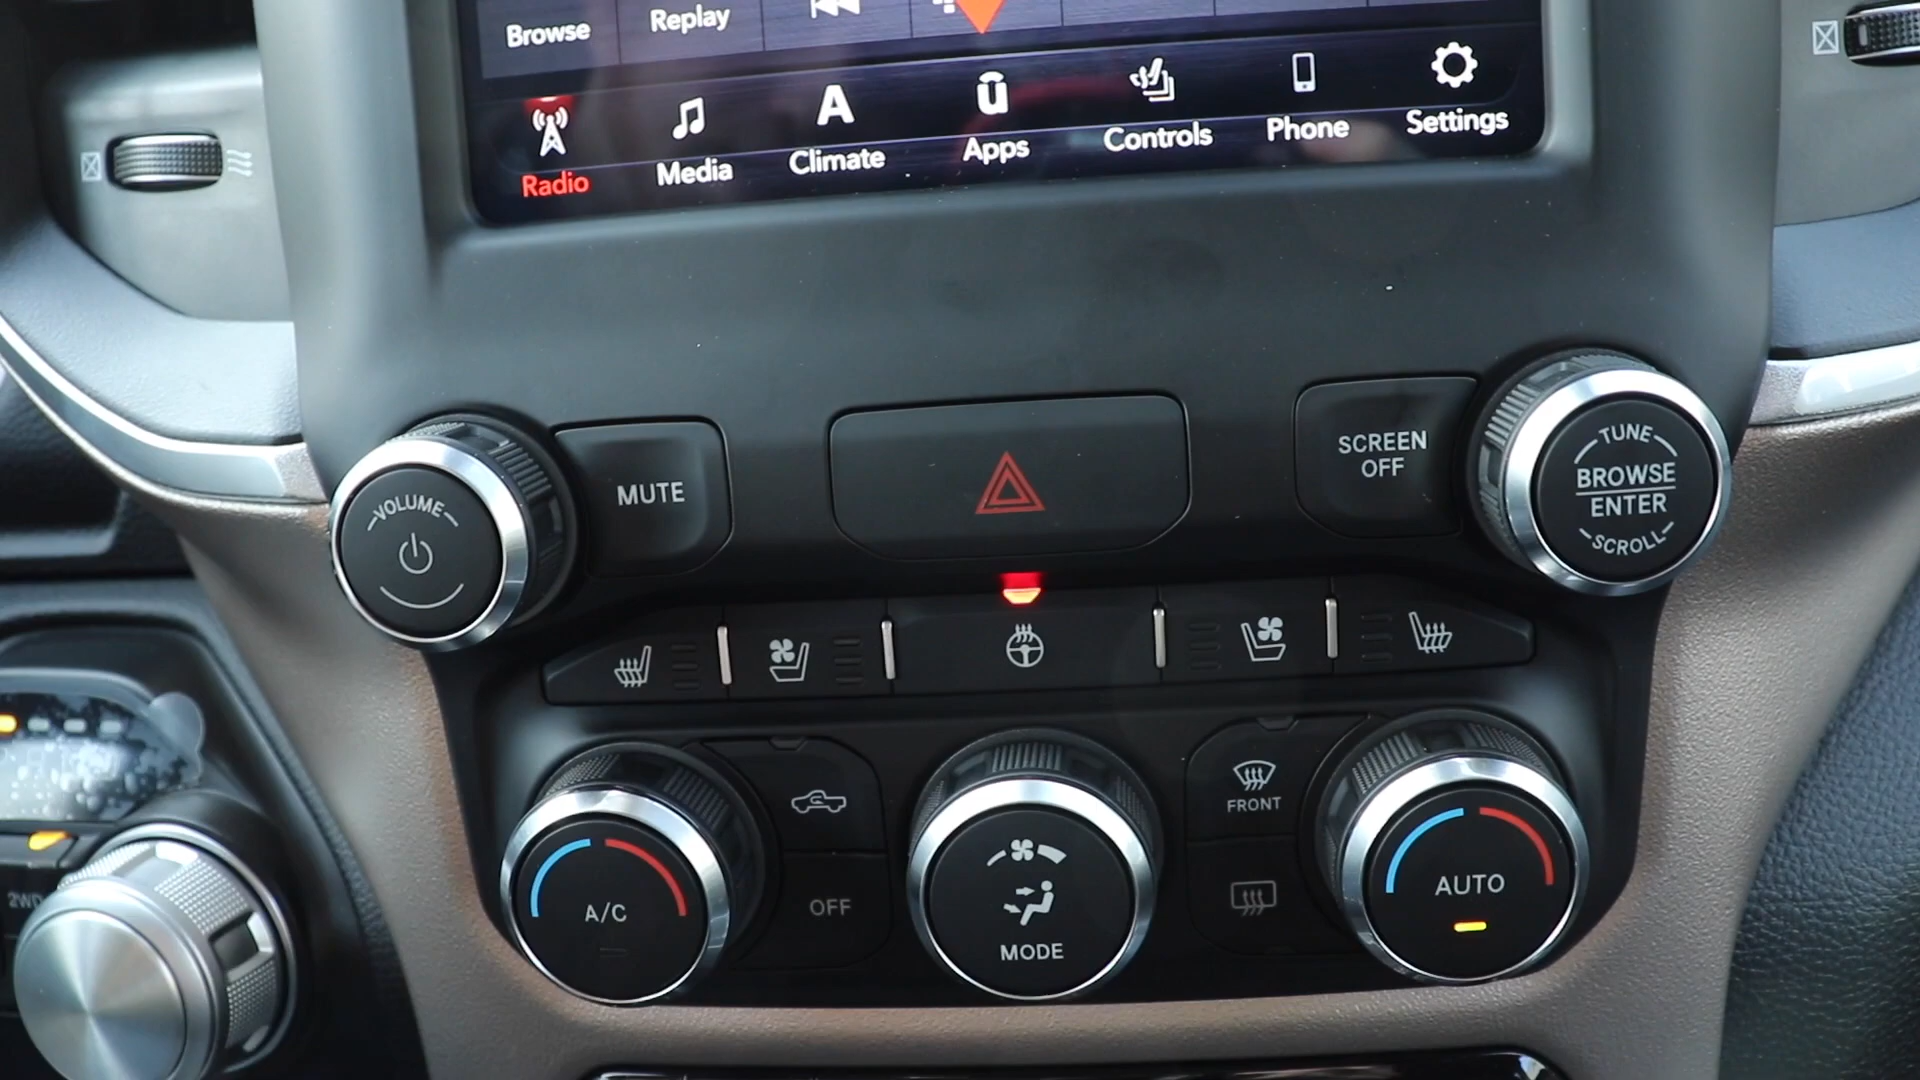 Browse
Replay
Radio
Media
A
Climate
ū
Apps
Controls
Phone
Settings
VOLUME
MUTE
SCREEN
OFF
TUNE
BROWSE
ENTER
SCROLL
FRONT
2WD
A/C
OFF
MODE
AUTO